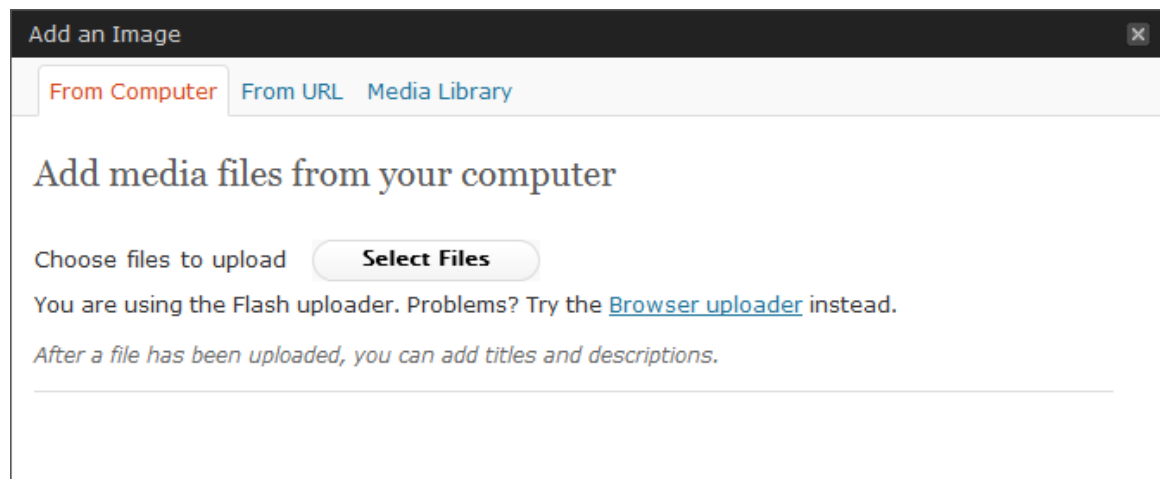 Add an Image
From Computer From URL Media Library
Add media files from your computer
Choose files to upload Select Files
You are using the Flash uploader. Problems? Try the Browser uploader instead.
After a file has been uploaded, you can add titles and descriptions.